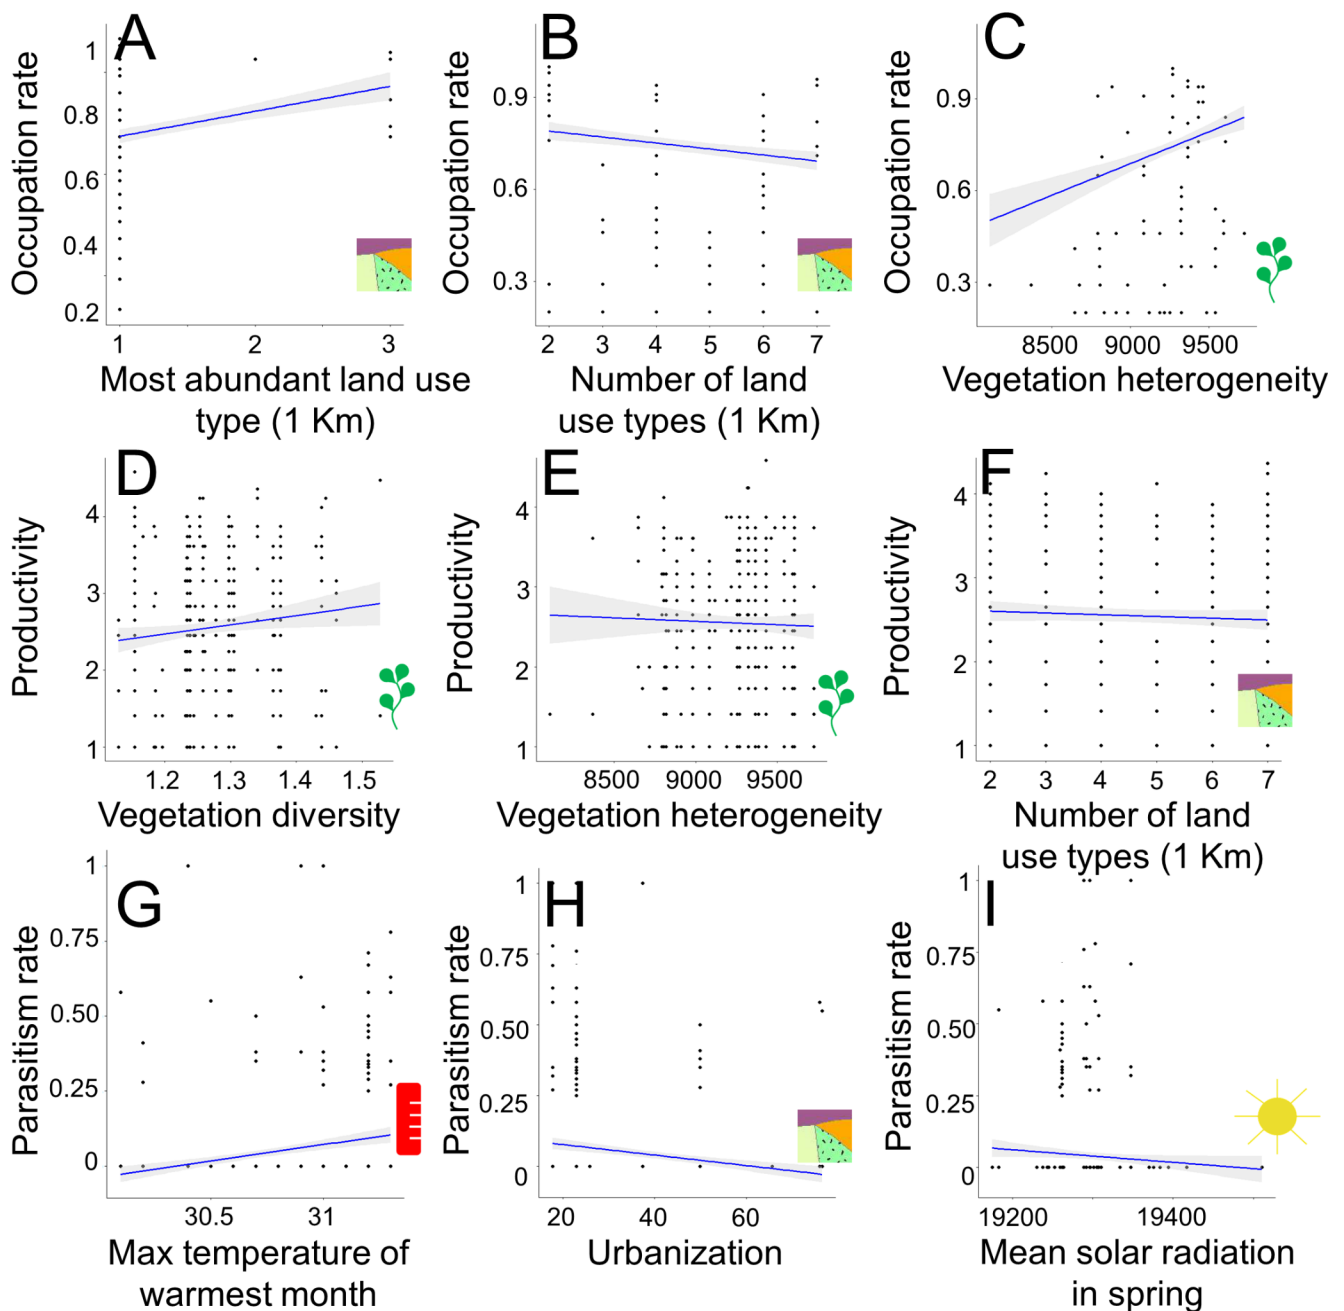 A
B
C
Occupation rate
1
0.8
0.6
0.4
0.2
1
2
3
Most abundant land use
type (1 Km)
Occupation rate
0.9
0.6
0.3
2
3
4
5
6
7
Number of land
use types (1 Km)
Occupation rate
0.9
0.6
0.3
8500
9000
9500
Vegetation heterogeneity
D
E
F
Productivity
4
3
2
1
1.2
1.3
1.4
1.5
Vegetation diversity
Productivity
4
3
2
1
8500
9000
9500
Vegetation heterogeneity
Productivity
4
3
2
1
2
3
4
5
6
7
Number of land
use types (1 Km)
G
H
I
Parasitism rate
1
0.75
0.50
0.25
0
30.5
31
Max temperature of
warmest month
Parasitism rate
1
0.75
0.50
0.25
0
20
40
60
Urbanization
Parasitism rate
1
0.75
0.50
0.25
0
19200
19400
Mean solar radiation
in spring